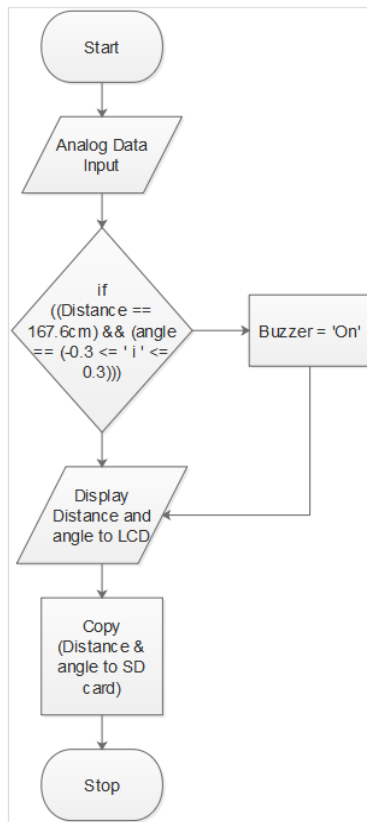 Start
Analog Data
Input
if
((Distance ==
167.6cm) && (angle
== (-0.3 <= ' i ' <=
0.3)))
Buzzer = 'On'
Display
Distance and
angle to LCD
Copy
(Distance &
angle to SD
card)
Stop